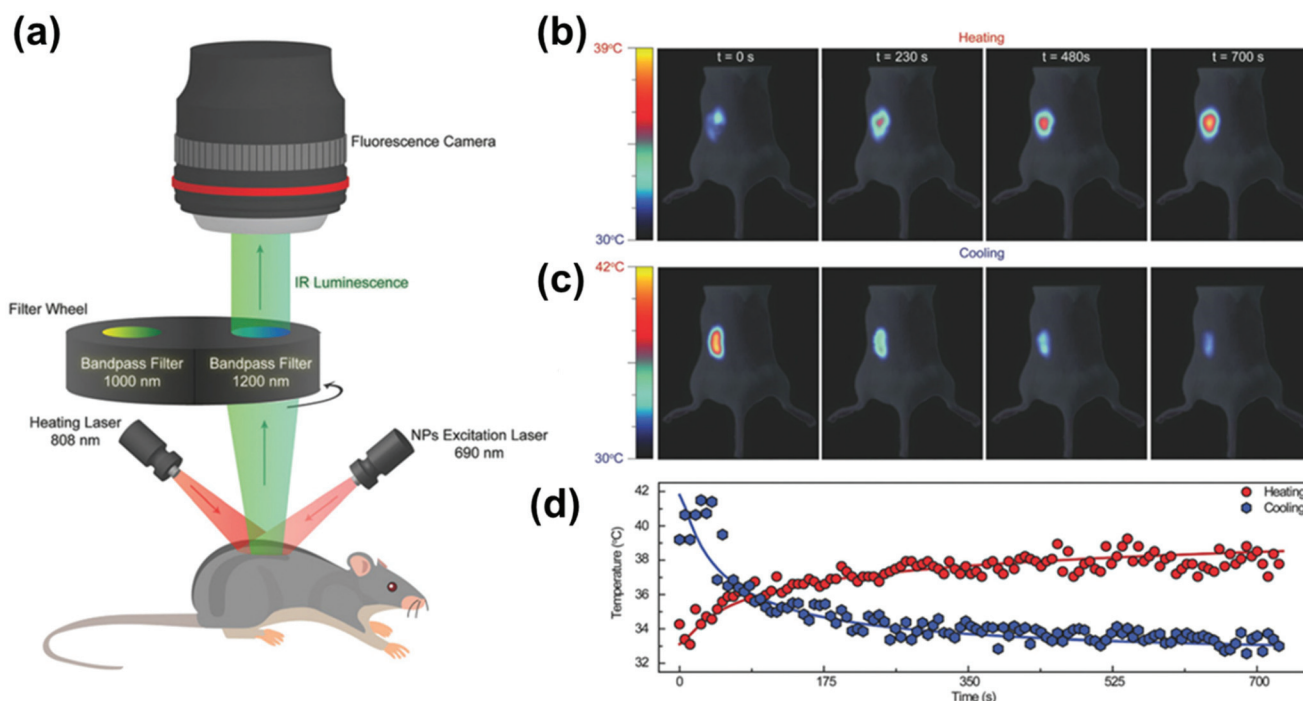 (a)
Fluorescence Camera
IR Luminescence
Filter Wheel
Bandpass Filter
1000 nm
Bandpass Filter
1200 nm
Heating Laser
808 nm
NPs Excitation Laser
690 nm
(b)
Heating
39°C
30°C
t = 0 s
t = 230 s
t = 480s
t = 700 s
(c)
Cooling
42°C
30°C
(d)
Heating
Cooling
Temperature (°C)
42
40
38
36
34
32
0
175
350
525
700
Time (s)